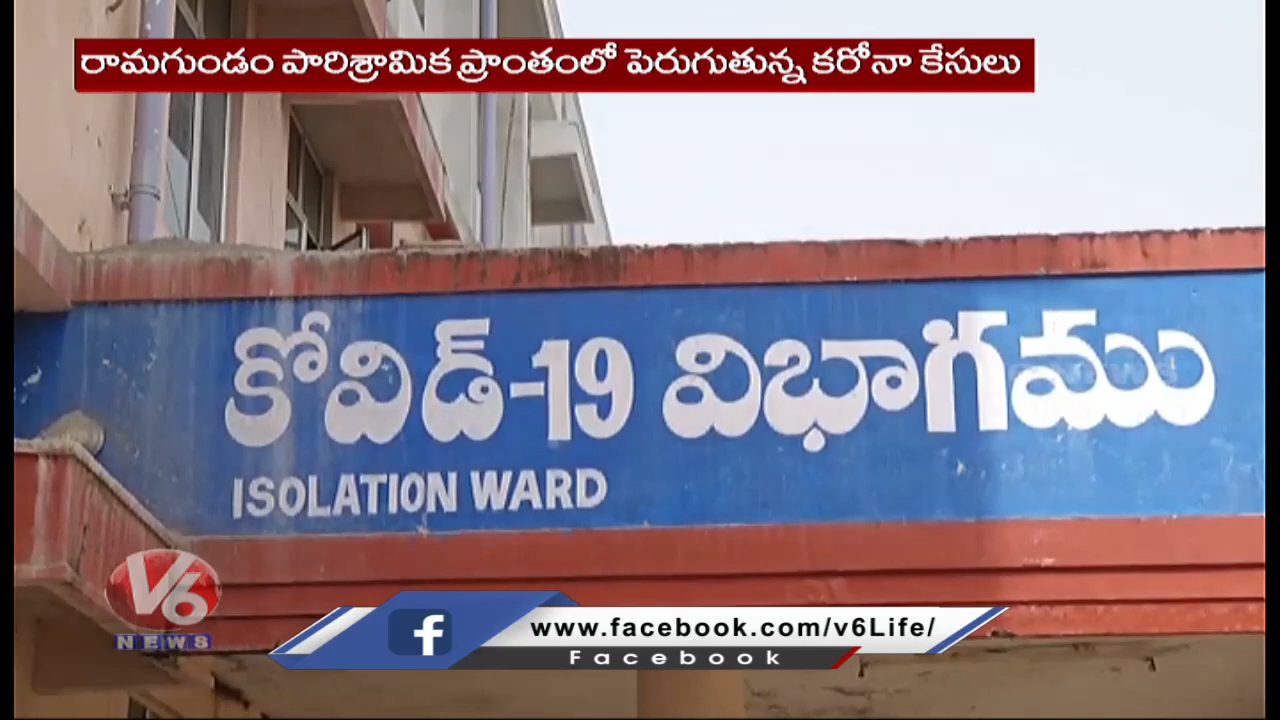 రామగుండం పారిశ్రామిక ప్రాంతంలో పెరుగుతున్న కరోనా కేసులు
కోవిడ్-19 విభాగము
ISOLATION WARD
V6
NEWS
www.facebook.com/v6Life/
Facebook